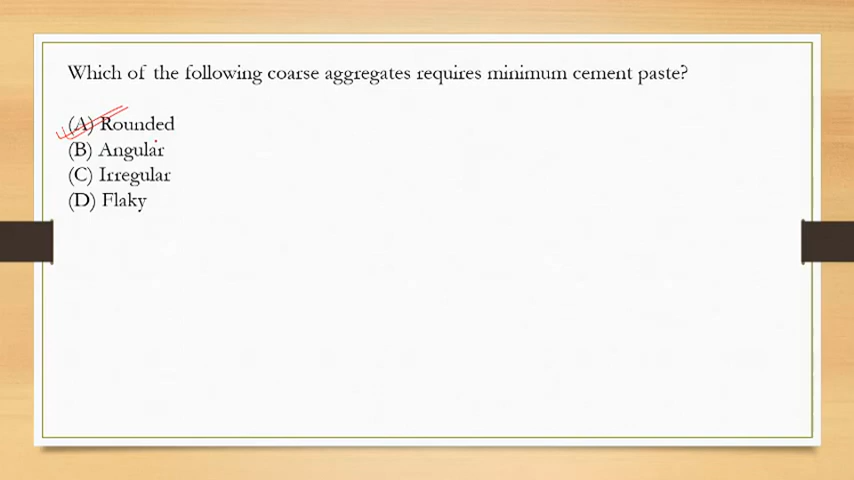 Which of the following coarse aggregates requires minimum cement paste?
(A) Rounded
(B) Angular
(C) Irregular
(D) Flaky